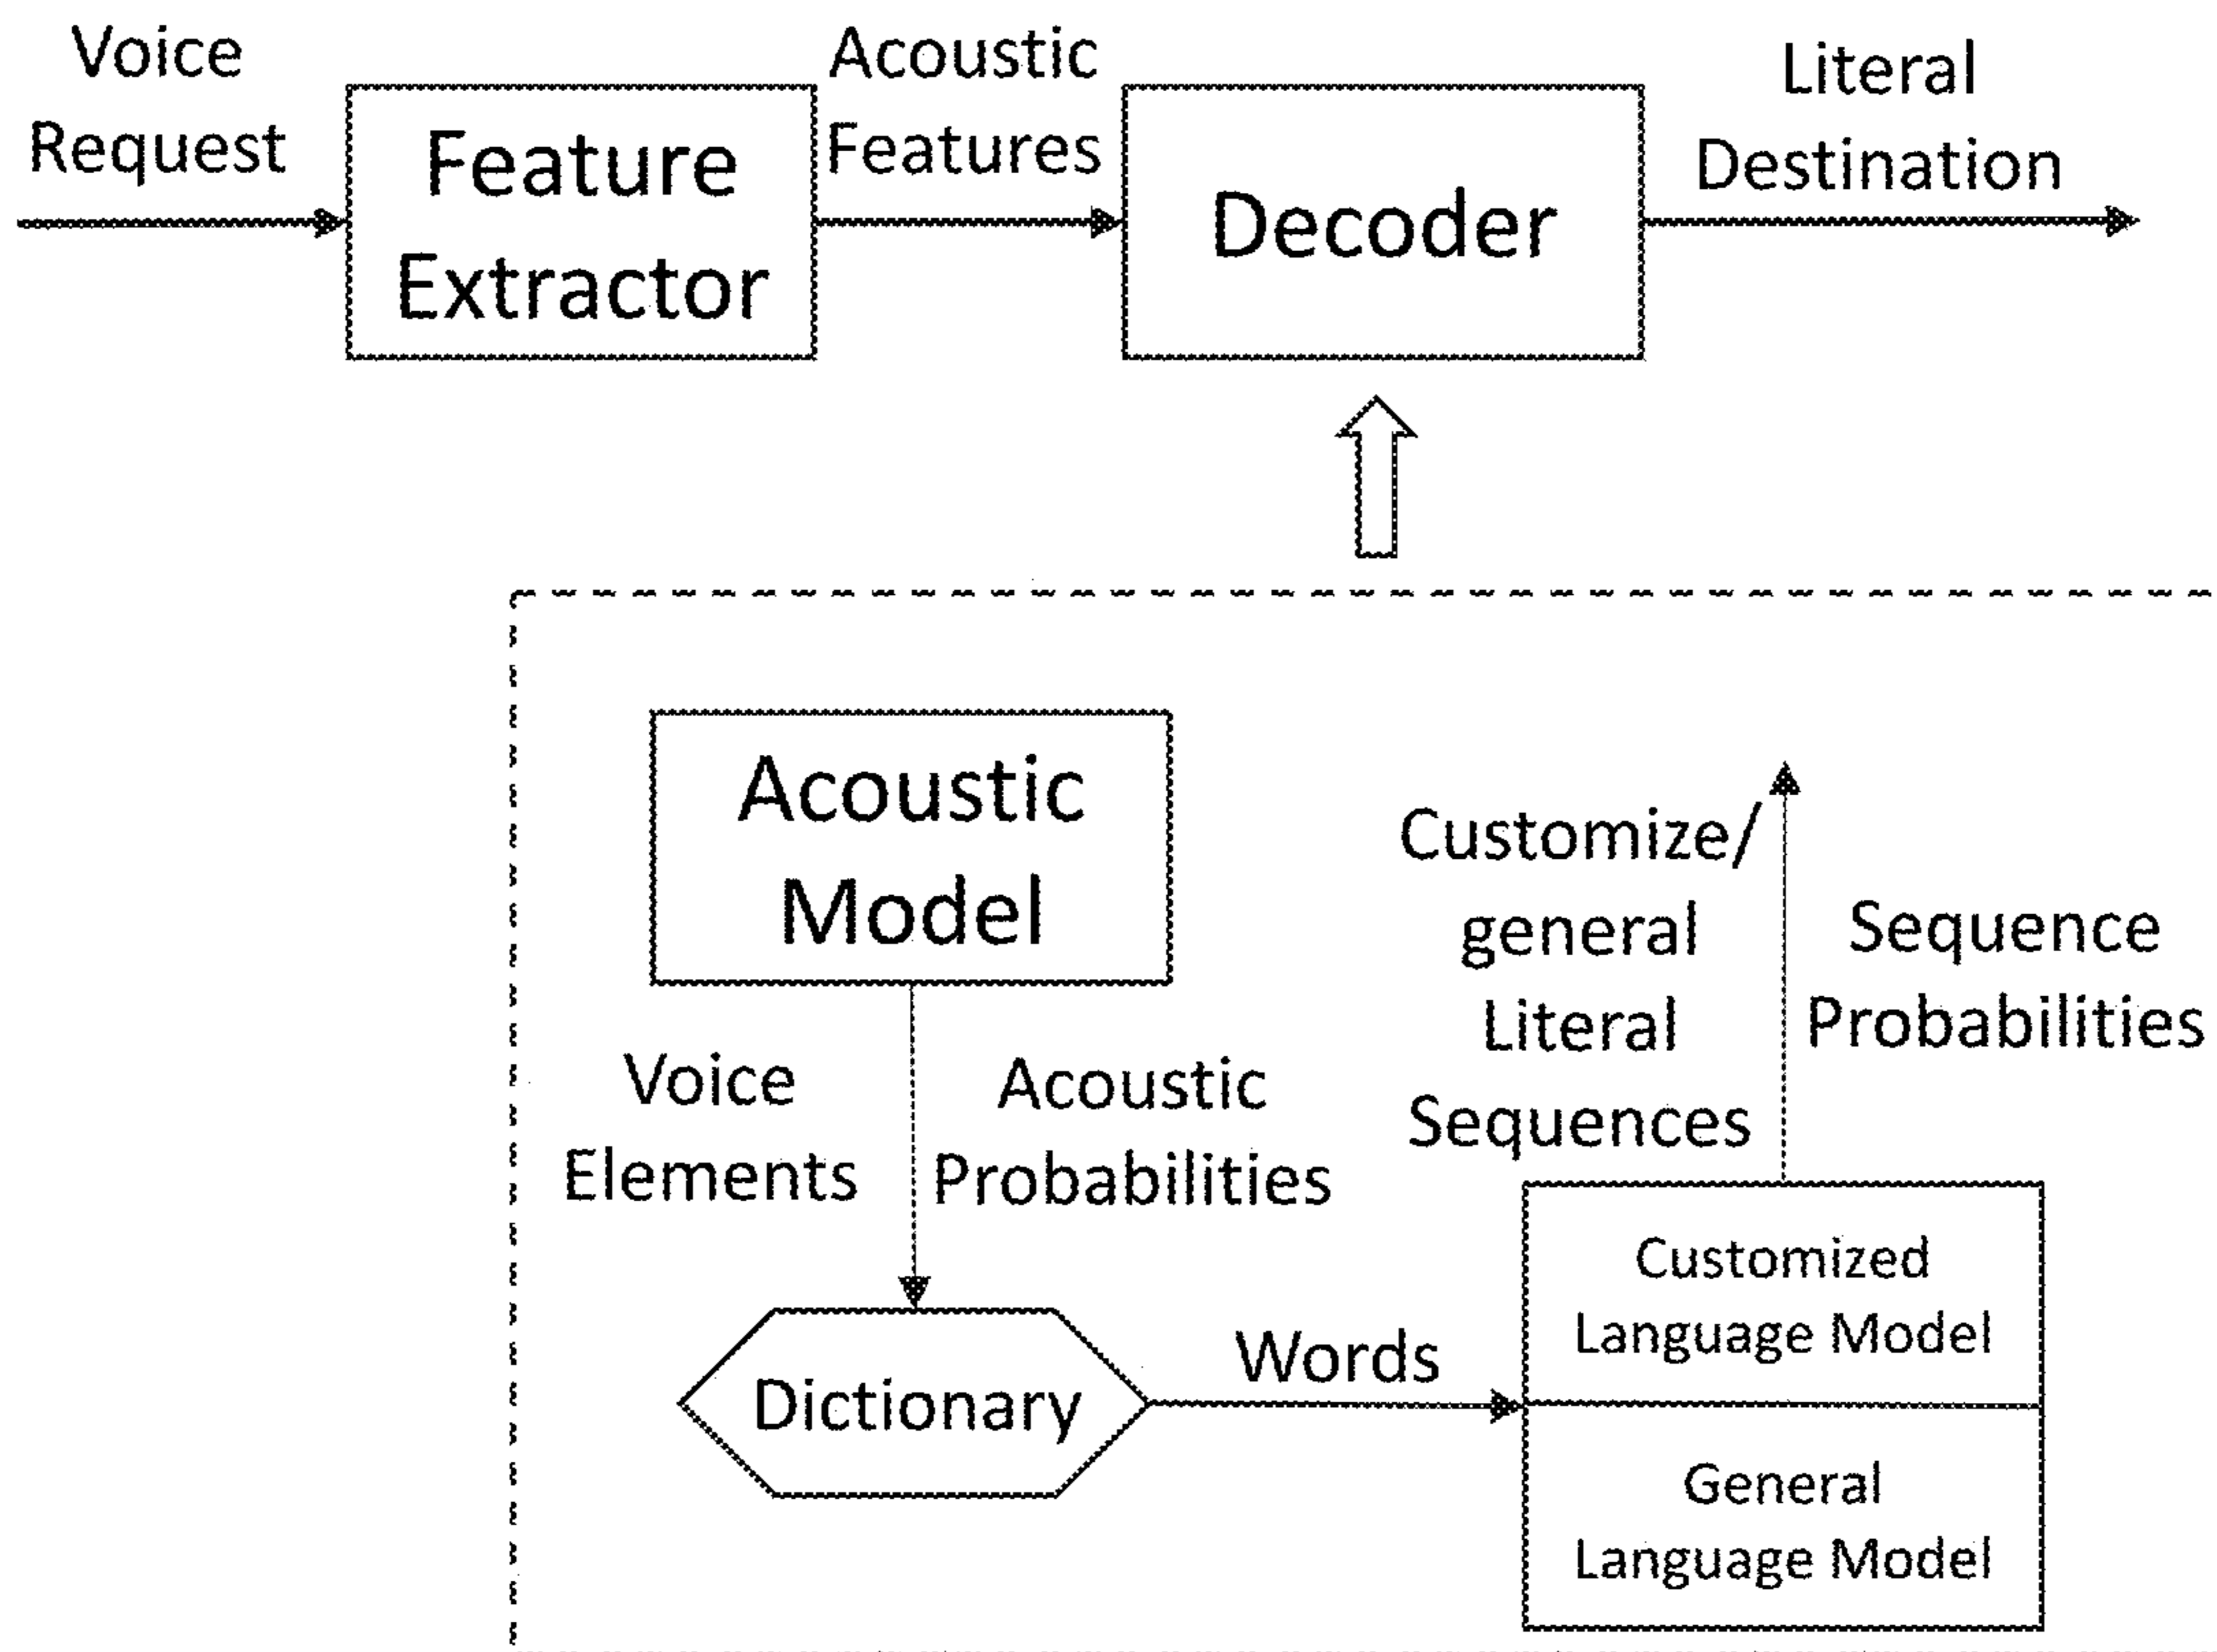 Voice
Request
Feature
Extractor
Acoustic
Features
Decoder
Literal
Destination
Acoustic
Model
Voice
Elements
Acoustic
Probabilities
Customize/
general
Literal
Sequences
Sequence
Probabilities
Dictionary
Words
Customized
Language Model
General
Language Model